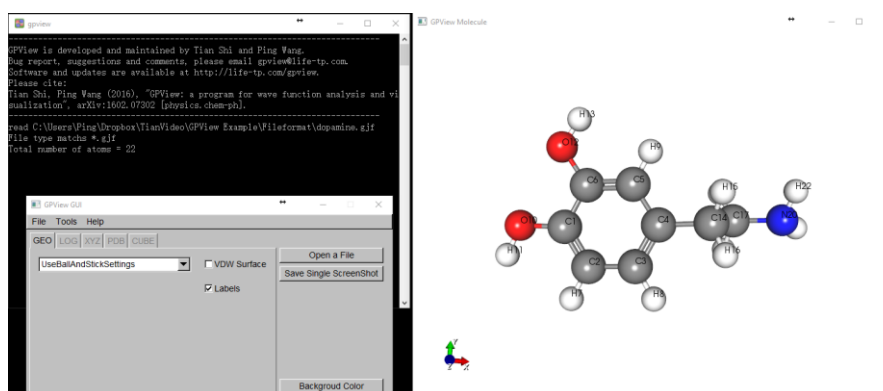 gpview
GPView is developed and maintained by Tian Shi and Ping Wang.
Bug report, suggestions and comments, please email gpview@life-tp.com.
Software and updates are available at http://life-tp.com/gpview.
Please cite:
Tian Shi, Ping Wang (2016), "GPView: a program for wave function analysis and vi
sualization", arXiv:1602.07302 [physics.chem-ph].
read C:\Users\Ping\Dropbox\TianVideo\GPView Example\Fileformat\dopamine.gjf
File type matchs *.gjf
Total number of atoms = 22
GPView GUI
File Tools Help
GEO LOG XYZ PDB CUBE
UseBallAndStickSettings
VDW Surface
Labels
Open a File
Save Single ScreenShot
Backgroud Color
GPView Molecule
H13
O12
H9
C6 C5
H15 H22
O10 C1 C4 C14 C17 N20
H11 H16
C2 C3
H7 H8
Y
Z X